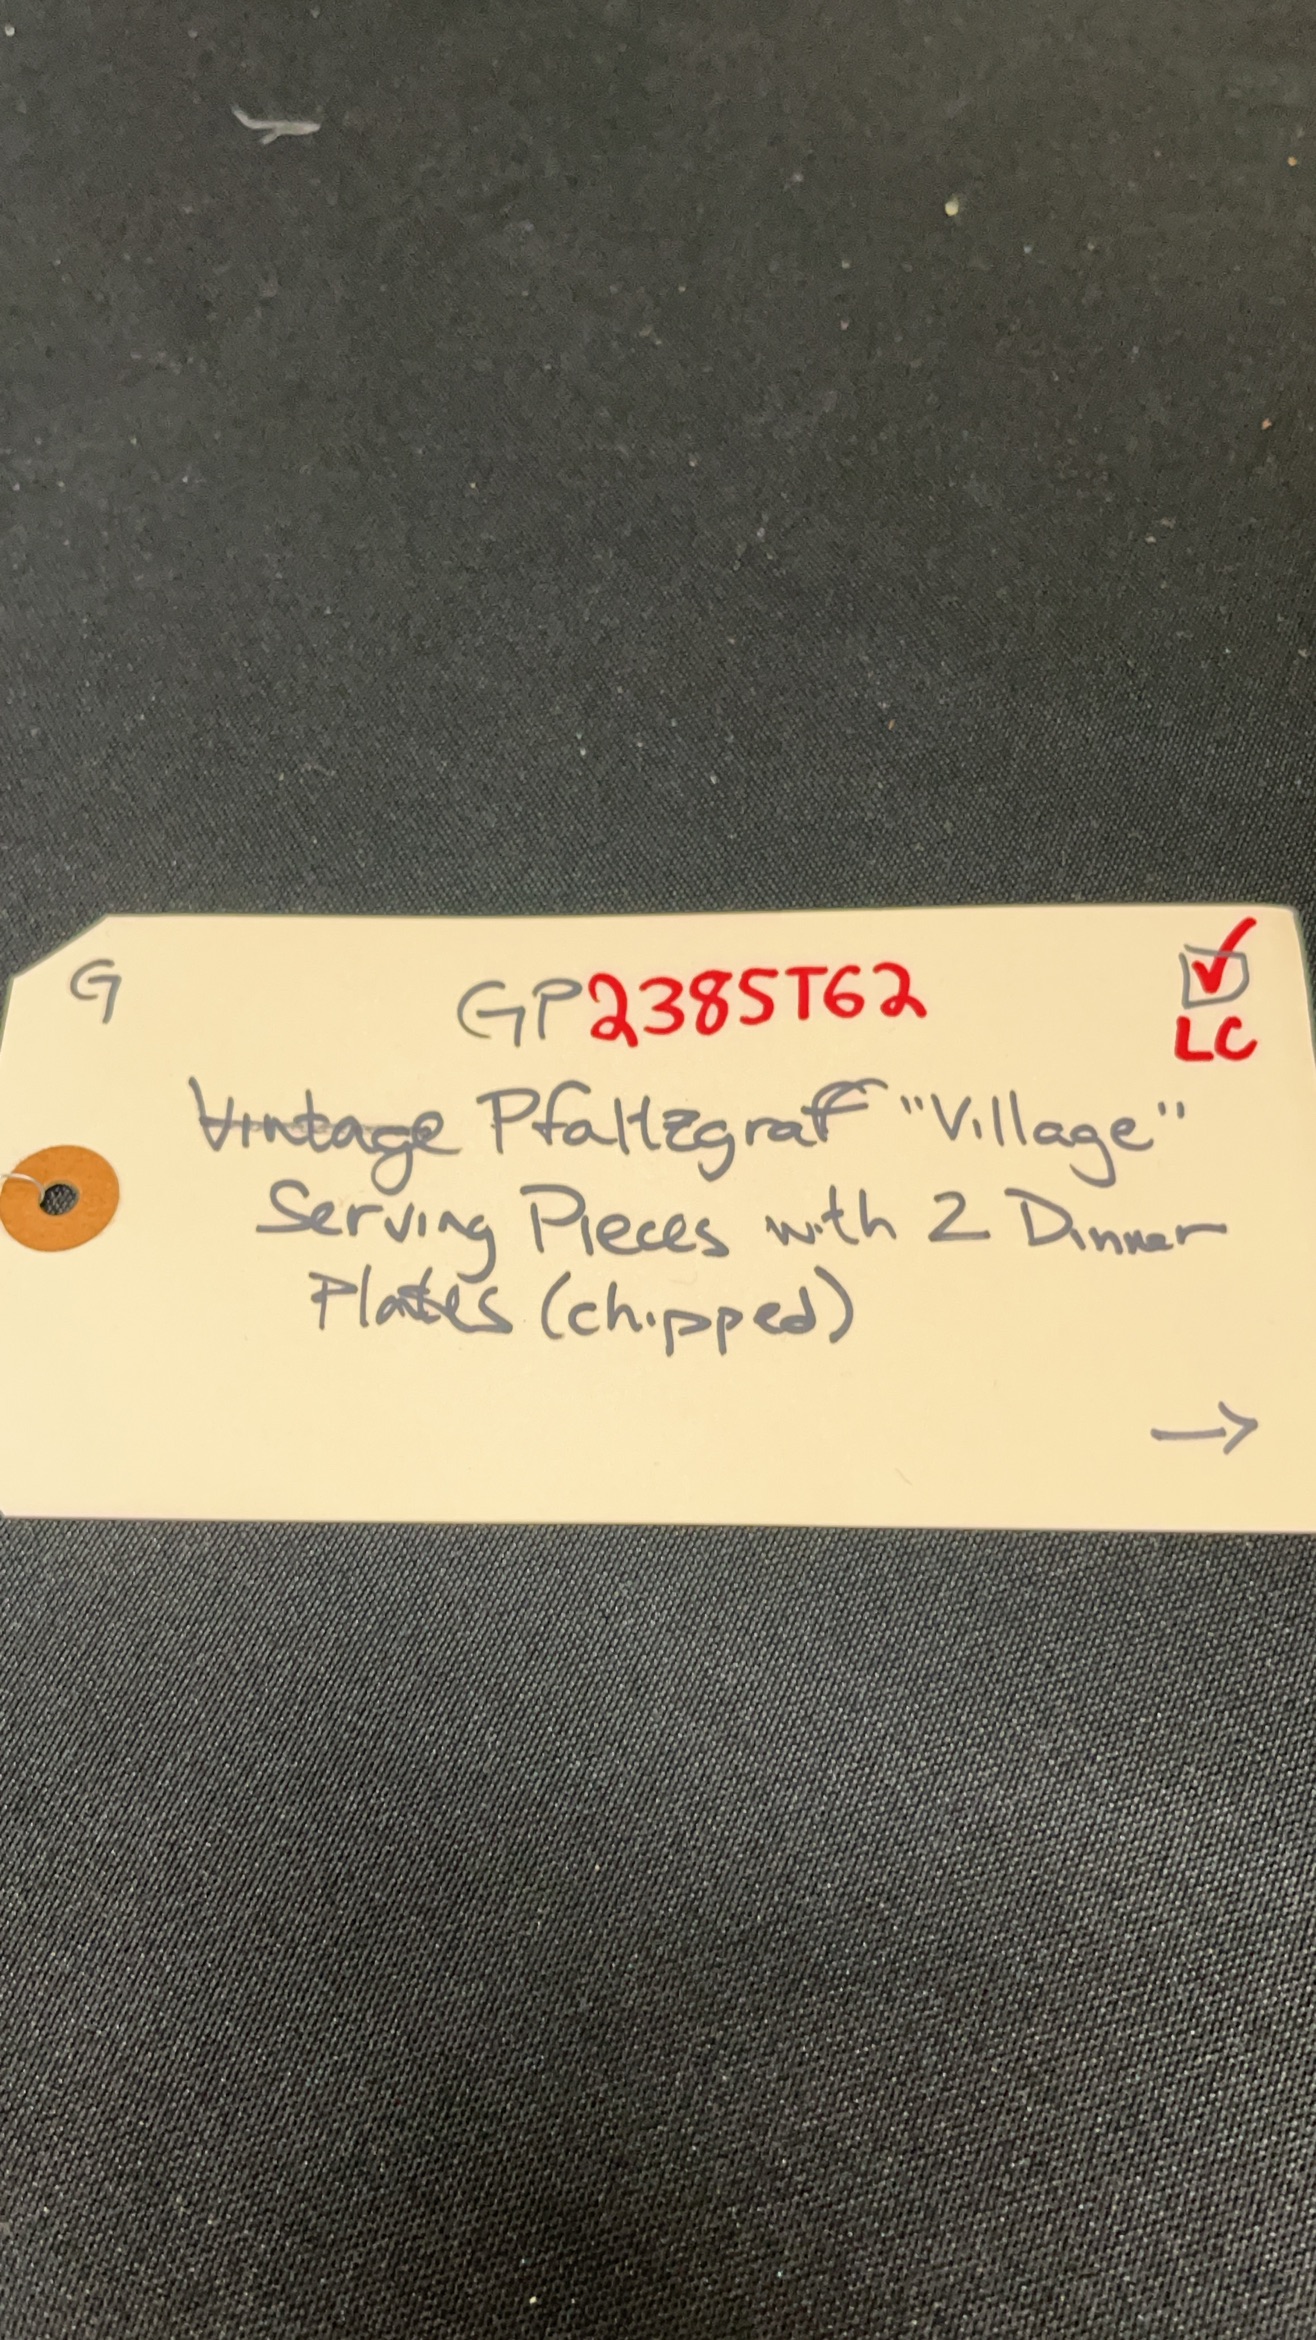 G
GP2385T62
LC
Vintage Pfaltzgraff "Village"
Serving Pieces with 2 Dinner
Plates (chipped)
→